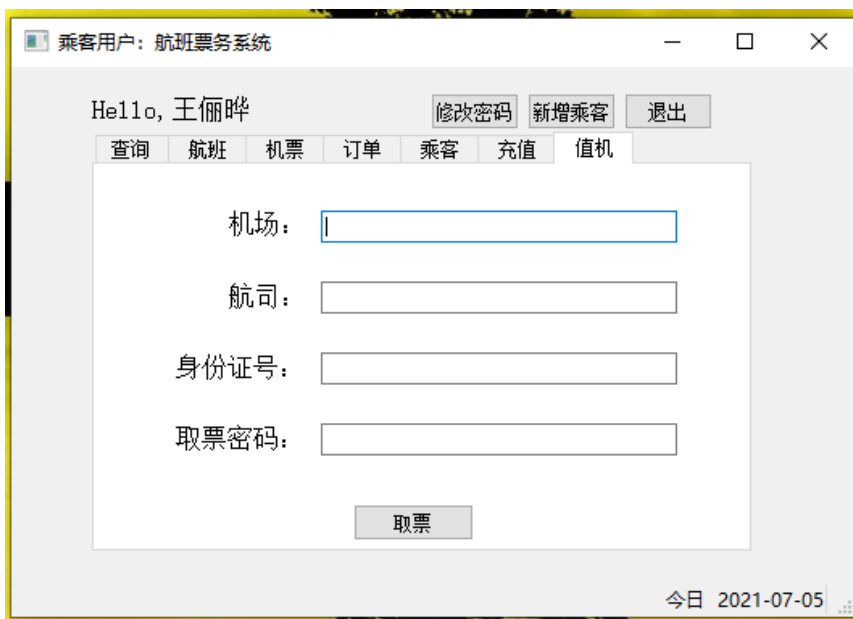 乘客用户：航班票务系统
Hello, 王俪晔 修改密码 新增乘客 退出
查询 航班 机票 订单 乘客 充值 值机
机场：
航司：
身份证号：
取票密码：
取票
今日 2021-07-05